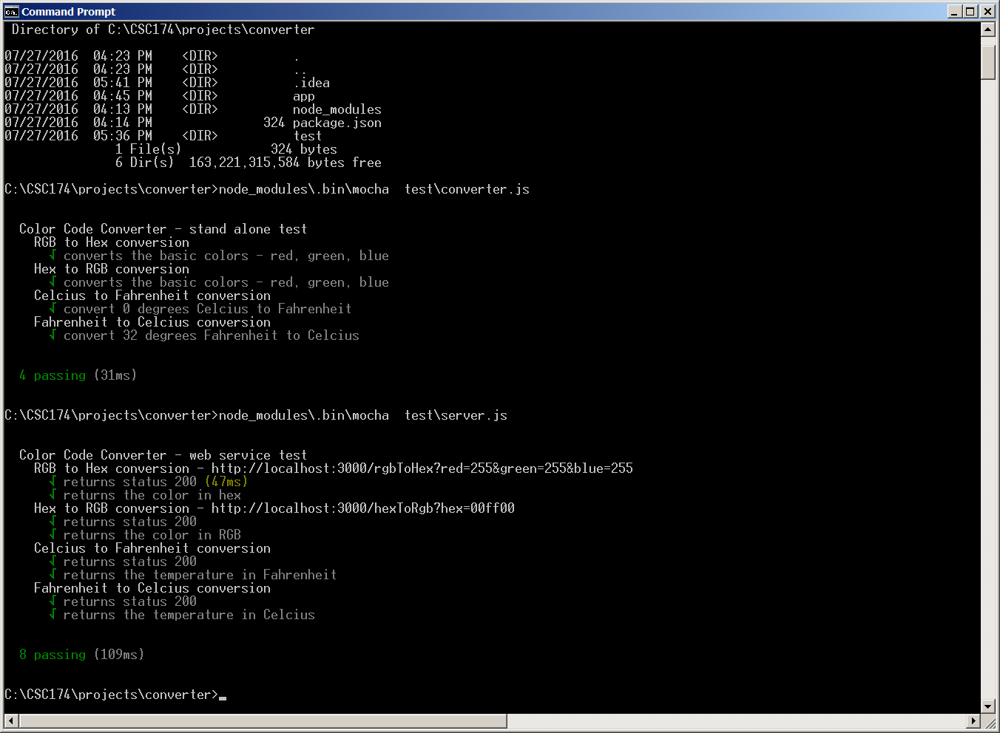 Command Prompt
Directory of C:\CSC174\projects\converter
07/27/2016  04:23 PM    <DIR>          .
07/27/2016  04:23 PM    <DIR>          ..
07/27/2016  05:41 PM    <DIR>          .idea
07/27/2016  04:45 PM    <DIR>          app
07/27/2016  04:13 PM    <DIR>          node_modules
07/27/2016  04:14 PM               324 package.json
07/27/2016  05:36 PM    <DIR>          test
1 File(s)            324 bytes
6 Dir(s)  163,221,315,584 bytes free
C:\CSC174\projects\converter>node_modules\.bin\mocha  test\converter.js
Color Code Converter - stand alone test
RGB to Hex conversion
√ converts the basic colors - red, green, blue
Hex to RGB conversion
√ converts the basic colors - red, green, blue
Celcius to Fahrenheit conversion
√ convert 0 degrees Celcius to Fahrenheit
Fahrenheit to Celcius conversion
√ convert 32 degrees Fahrenheit to Celcius
4 passing (31ms)
C:\CSC174\projects\converter>node_modules\.bin\mocha  test\server.js
Color Code Converter - web service test
RGB to Hex conversion - http://localhost:3000/rgbToHex?red=255&green=255&blue=255
√ returns status 200 (47ms)
√ returns the color in hex
Hex to RGB conversion - http://localhost:3000/hexToRgb?hex=00ff00
√ returns status 200
√ returns the color in RGB
Celcius to Fahrenheit conversion
√ returns status 200
√ returns the temperature in Fahrenheit
Fahrenheit to Celcius conversion
√ returns status 200
√ returns the temperature in Celcius
8 passing (109ms)
C:\CSC174\projects\converter>